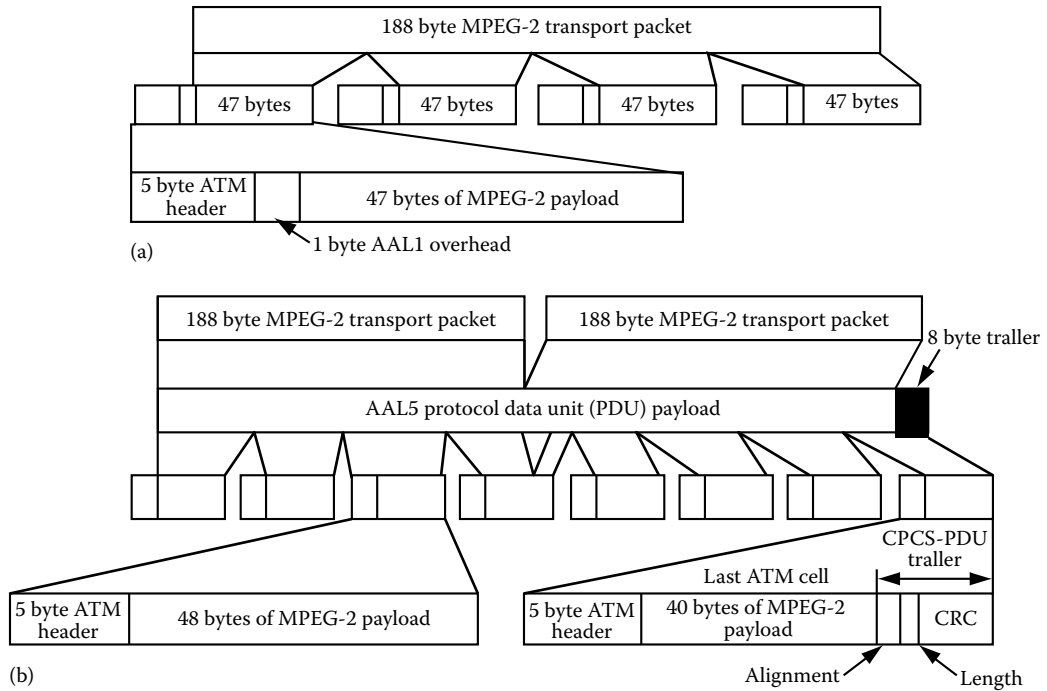 188 byte MPEG-2 transport packet
47 bytes
47 bytes
47 bytes
47 bytes
5 byte ATM
header
47 bytes of MPEG-2 payload
1 byte AAL1 overhead
(a)
188 byte MPEG-2 transport packet
188 byte MPEG-2 transport packet
8 byte traller
AAL5 protocol data unit (PDU) payload
CPCS-PDU
traller
Last ATM cell
5 byte ATM
header
48 bytes of MPEG-2 payload
5 byte ATM
header
40 bytes of MPEG-2
payload
CRC
Alignment
Length
(b)